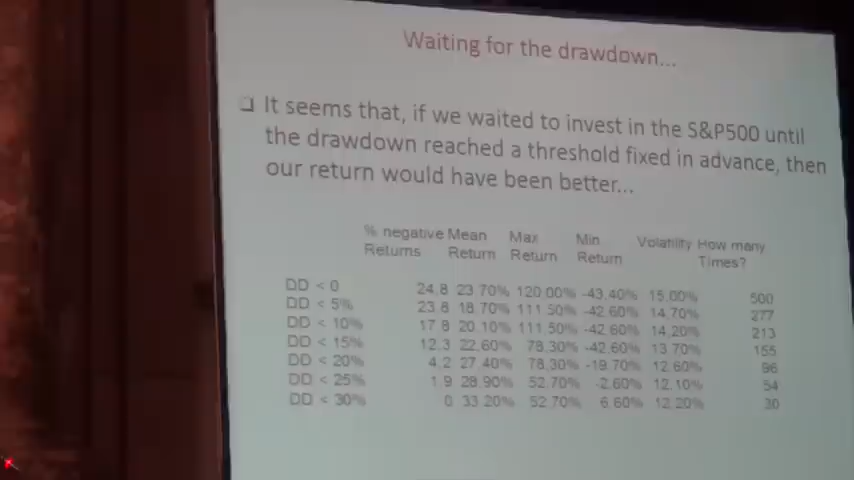 Waiting for the drawdown...
❑ It seems that, if we waited to invest in the S&P500 until
the drawdown reached a threshold fixed in advance, then
our return would have been better...
% negative Mean Max Min Volatility How many
Returns Return Return Return Times?
DD < 0 24,8 23.70% 120.00% -43.40% 15.00% 500
DD < 5% 23.8 18.70% 111.50% -42.60% 14.70% 277
DD < 10% 17.8 20.10% 111.50% -42.60% 14.20% 213
DD < 15% 12.3 22.60% 78.30% -42.60% 13.70% 155
DD < 20% 4.2 27.40% 78.30% -19.70% 12.60% 96
DD < 25% 1.9 28.90% 52.70% -2.60% 12.10% 54
DD < 30% 0 33.20% 52.70% 6.60% 12.20% 30